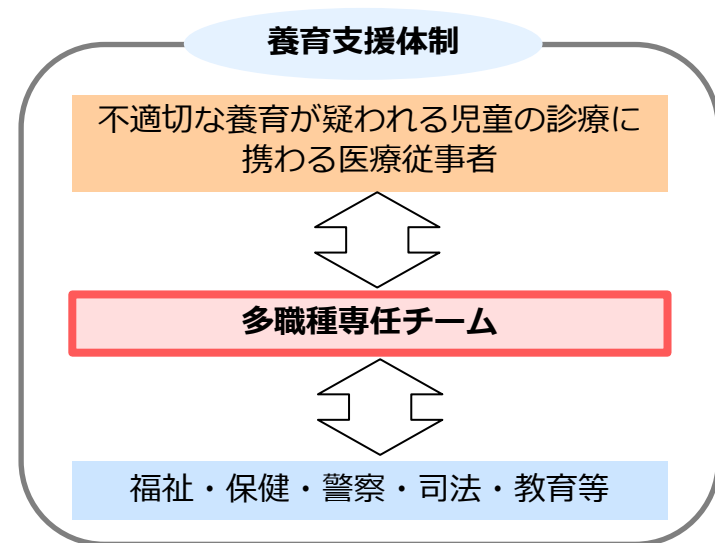 養育支援体制
不適切な養育が疑われる児童の診療に
携わる医療従事者
多職種専任チーム
福祉・保健・警察・司法・教育等